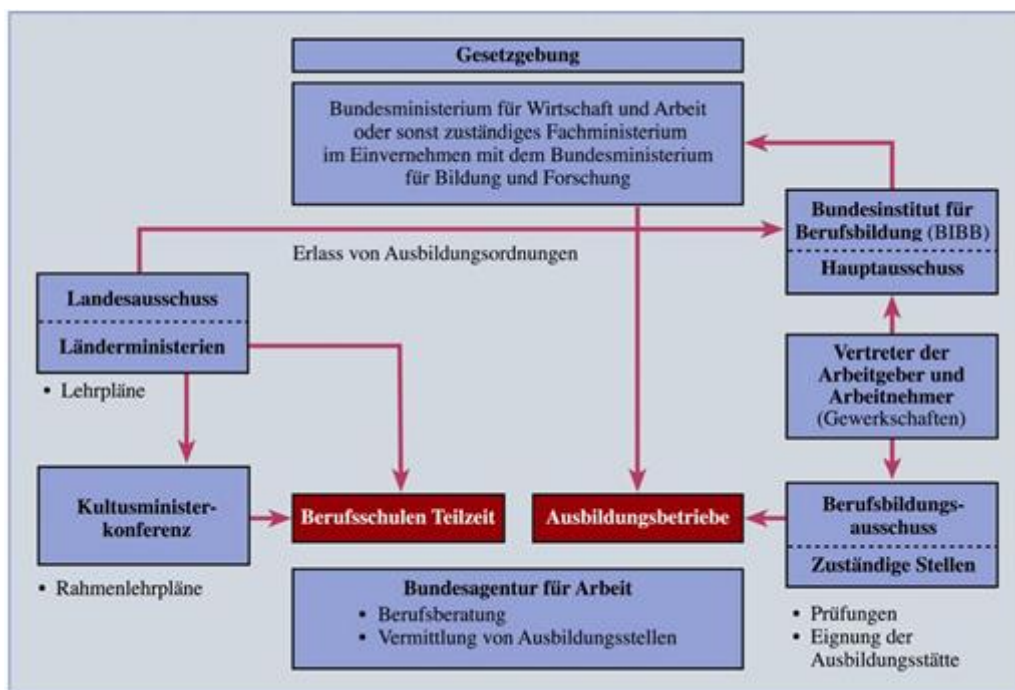 Gesetzgebung
Bundesministerium für Wirtschaft und Arbeit
oder sonst zuständiges Fachministerium
im Einvernehmen mit dem Bundesministerium
für Bildung und Forschung
Bundesinstitut für
Berufsbildung (BIBB)
Hauptausschuss
Erlass von Ausbildungsordnungen
Landesausschuss
Länderministerien
• Lehrpläne
Vertreter der
Arbeitgeber und
Arbeitnehmer
(Gewerkschaften)
Kultusminister-
konferenz
• Rahmenlehrpläne
Berufsschulen Teilzeit
Ausbildungsbetriebe
Berufsbildungs-
ausschuss
Zuständige Stellen
• Prüfungen
• Eignung der
Ausbildungsstätte
Bundesagentur für Arbeit
• Berufsberatung
• Vermittlung von Ausbildungsstellen